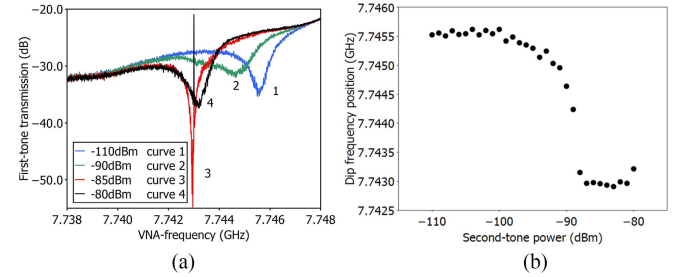 (a)
-20.0
-30.0
-40.0
-50.0
First-tone transmission (dB)
1
2
3
4
-110dBm curve 1
-90dBm curve 2
-85dBm curve 3
-80dBm curve 4
7.738
7.740
7.742
7.744
7.746
7.748
VNA-frequency (GHz)
(a)
7.7460
7.7455
7.7450
7.7445
7.7440
7.7435
7.7430
7.7425
Dip frequency position (GHz)
−110
−100
−90
−80
Second-tone power (dBm)
(b)